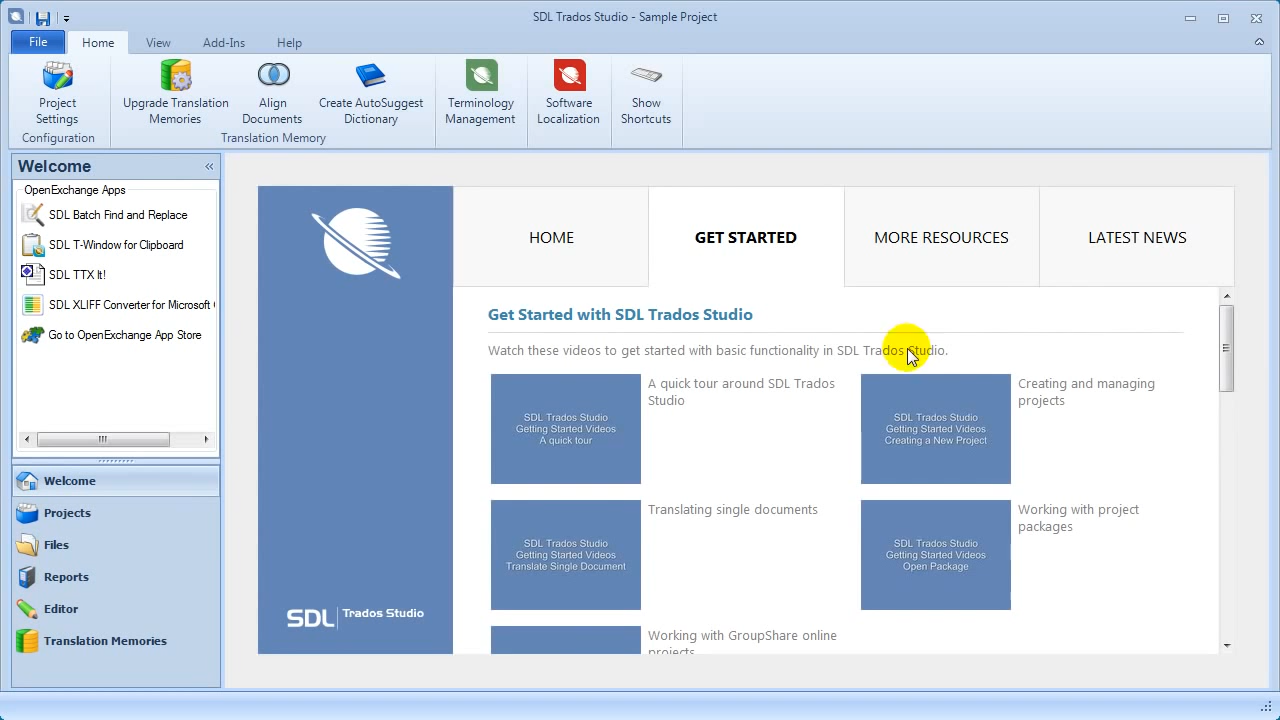 SDL Trados Studio - Sample Project
File
Home
View
Add-Ins
Help
Project
Settings
Upgrade Translation
Memories
Align
Documents
Create AutoSuggest
Dictionary
Terminology
Management
Software
Localization
Show
Shortcuts
Configuration
Translation Memory
Welcome
OpenExchange Apps
SDL Batch Find and Replace
SDL T-Window for Clipboard
SDL TTX It!
SDL XLIFF Converter for Microsoft
Go to OpenExchange App Store
Welcome
Projects
Files
Reports
Editor
Translation Memories
SDL Trados Studio
HOME
GET STARTED
MORE RESOURCES
LATEST NEWS
Get Started with SDL Trados Studio
Watch these videos to get started with basic functionality in SDL Trados Studio.
SDL Trados Studio
Getting Started Videos
A quick tour
A quick tour around SDL Trados
Studio
SDL Trados Studio
Getting Started Videos
Creating a New Project
Creating and managing
projects
SDL Trados Studio
Getting Started Videos
Translate Single Document
Translating single documents
SDL Trados Studio
Getting Started Videos
Open Package
Working with project
packages
Working with GroupShare online
projects